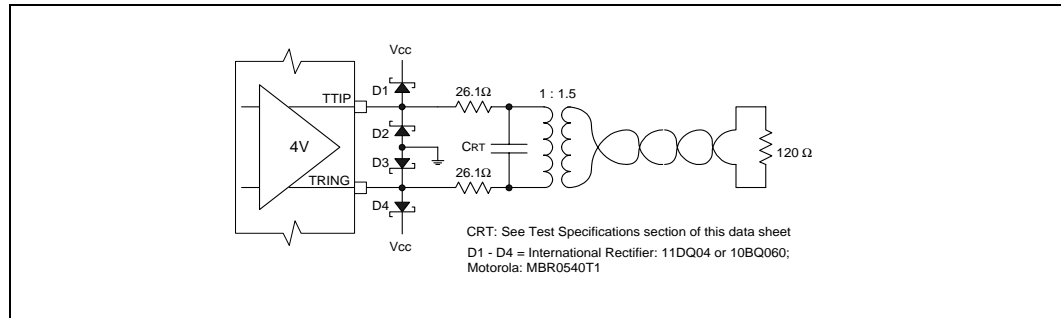 Vcc
TTIP
D1
26.1Ω
1 : 1.5
D2
4V
CRT
D3
120 Ω
TRING
26.1Ω
D4
Vcc
CRT: See Test Specifications section of this data sheet
D1 - D4 = International Rectifier: 11DQ04 or 10BQ060;
Motorola: MBR0540T1